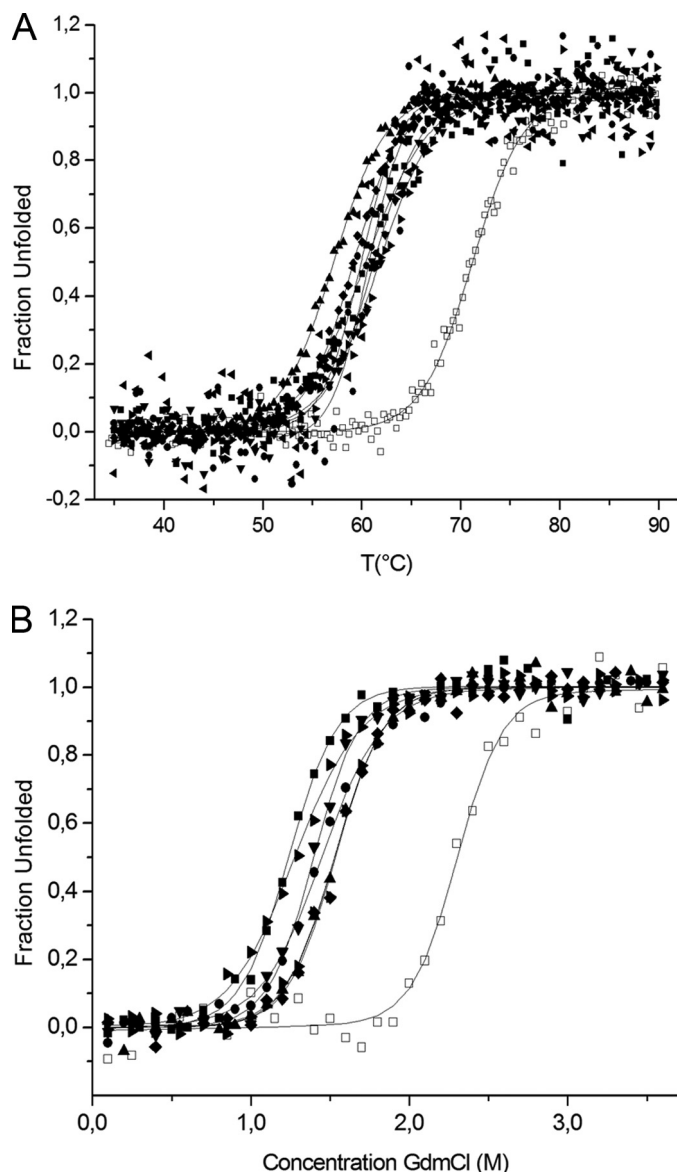 A
1,2
1,0
0,8
0,6
0,4
0,2
0,0
-0,2
Fraction Unfolded
40 50 60 70 80 90
T(°C)
B
1,2
1,0
0,8
0,6
0,4
0,2
0,0
Fraction Unfolded
0,0 1,0 2,0 3,0
Concentration GdmCl (M)